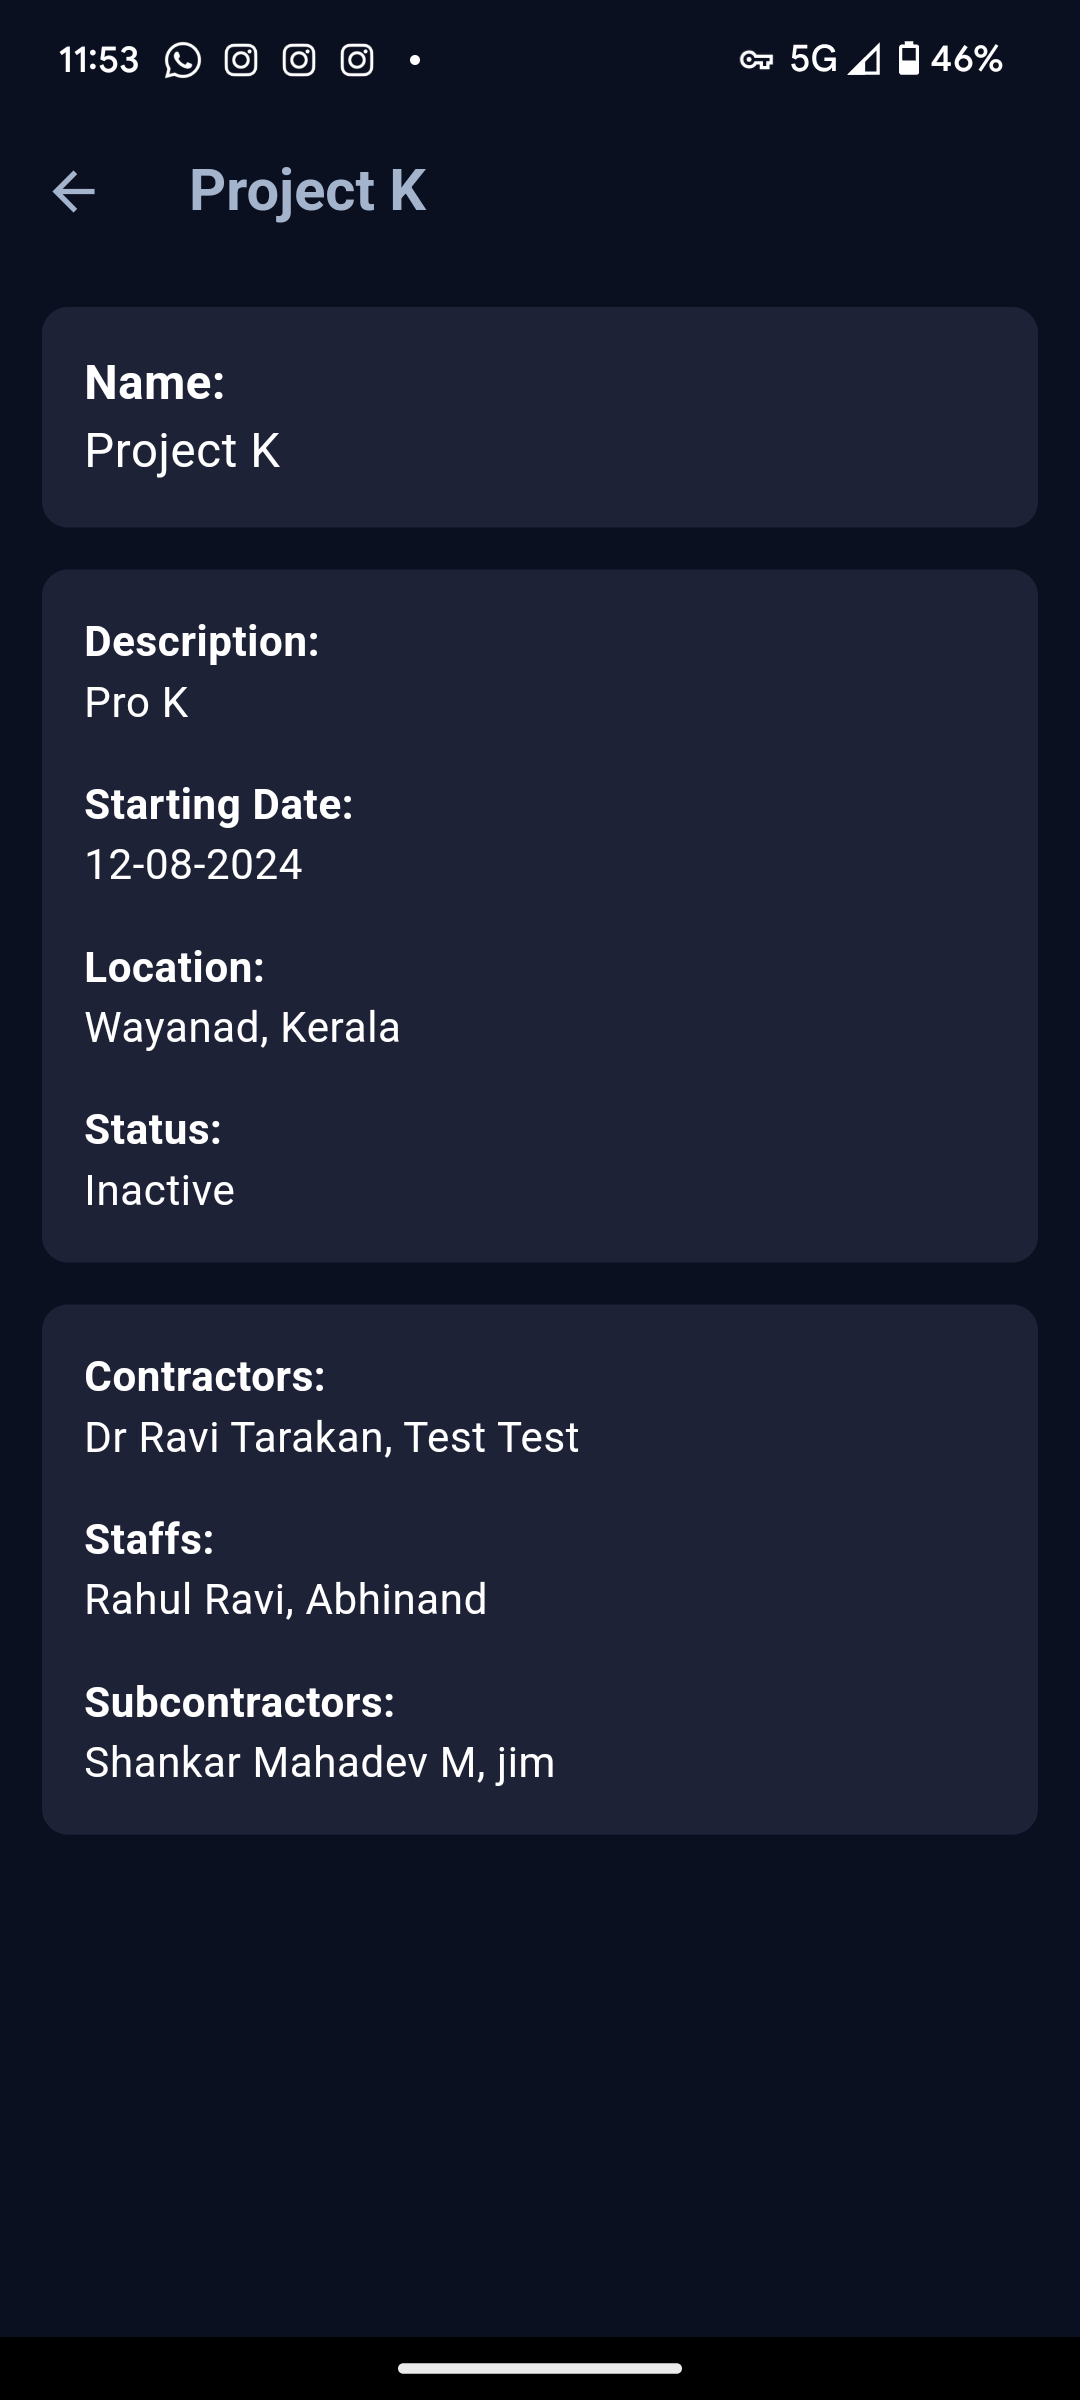 11:53 5G 46%
Project K
Name:
Project K
Description:
Pro K
Starting Date:
12-08-2024
Location:
Wayanad, Kerala
Status:
Inactive
Contractors:
Dr Ravi Tarakan, Test Test
Staffs:
Rahul Ravi, Abhinand
Subcontractors:
Shankar Mahadev M, jim